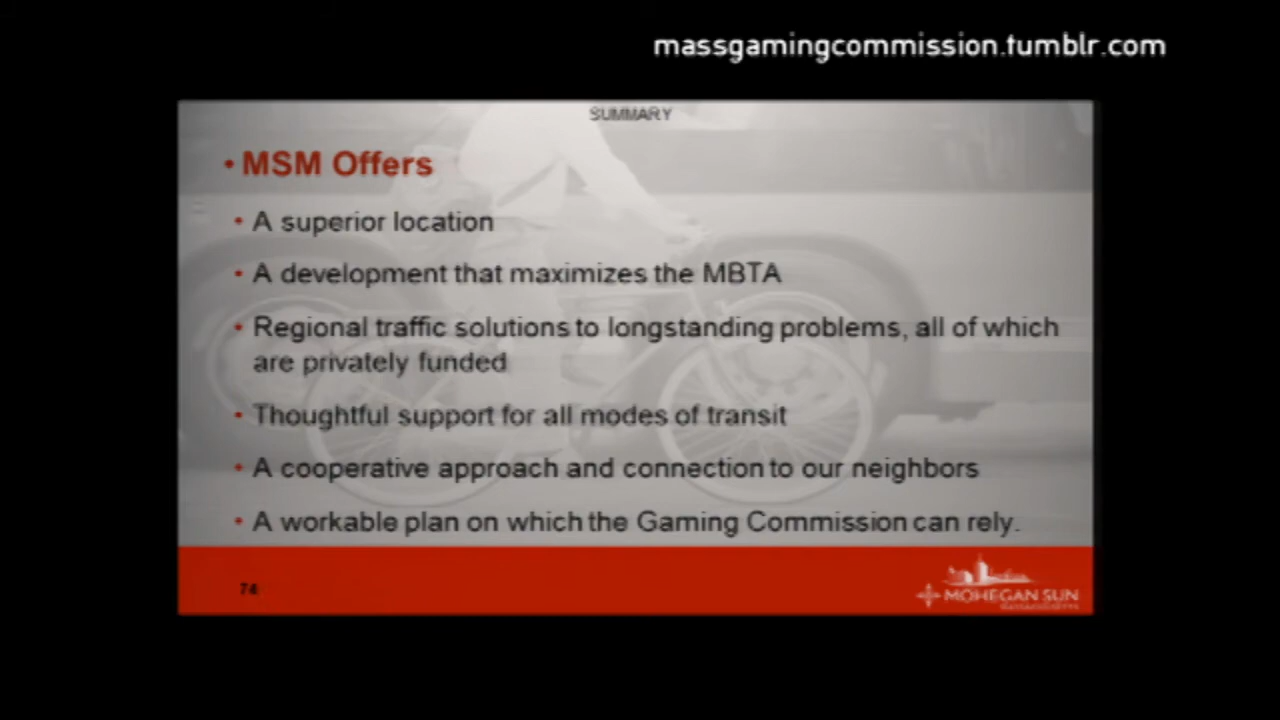 massgamingcommission.tumblr.com
SUMMARY
• MSM Offers
• A superior location
• A development that maximizes the MBTA
• Regional traffic solutions to longstanding problems, all of which
are privately funded
• Thoughtful support for all modes of transit
• A cooperative approach and connection to our neighbors
• A workable plan on which the Gaming Commission can rely.
74
MOHEGAN SUN